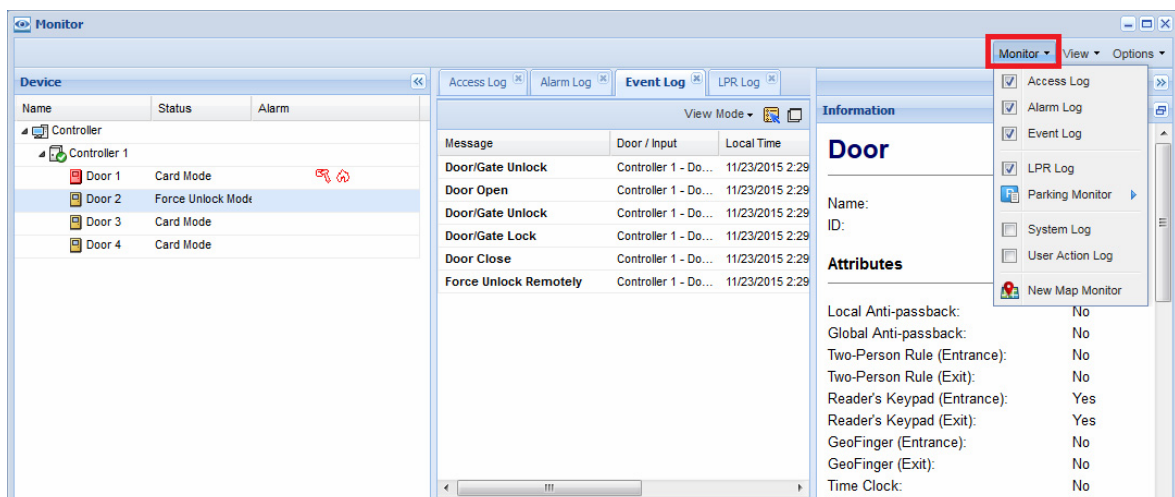 Monitor
Monitor View Options
Device
Name Status Alarm
Controller
Controller 1
Door 1 Card Mode
Door 2 Force Unlock Mode
Door 3 Card Mode
Door 4 Card Mode
Access Log Alarm Log Event Log LPR Log
View Mode
Message Door / Input Local Time
Door/Gate Unlock Controller 1 - Do... 11/23/2015 2:29
Door Open Controller 1 - Do... 11/23/2015 2:29
Door/Gate Unlock Controller 1 - Do... 11/23/2015 2:29
Door/Gate Lock Controller 1 - Do... 11/23/2015 2:29
Door Close Controller 1 - Do... 11/23/2015 2:29
Force Unlock Remotely Controller 1 - Do... 11/23/2015 2:29
Information
Door
Name:
ID:
Attributes
Local Anti-passback: No
Global Anti-passback: No
Two-Person Rule (Entrance): No
Two-Person Rule (Exit): No
Reader's Keypad (Entrance): Yes
Reader's Keypad (Exit): Yes
GeoFinger (Entrance): No
GeoFinger (Exit): No
Time Clock: No
Access Log
Alarm Log
Event Log
LPR Log
Parking Monitor
System Log
User Action Log
New Map Monitor